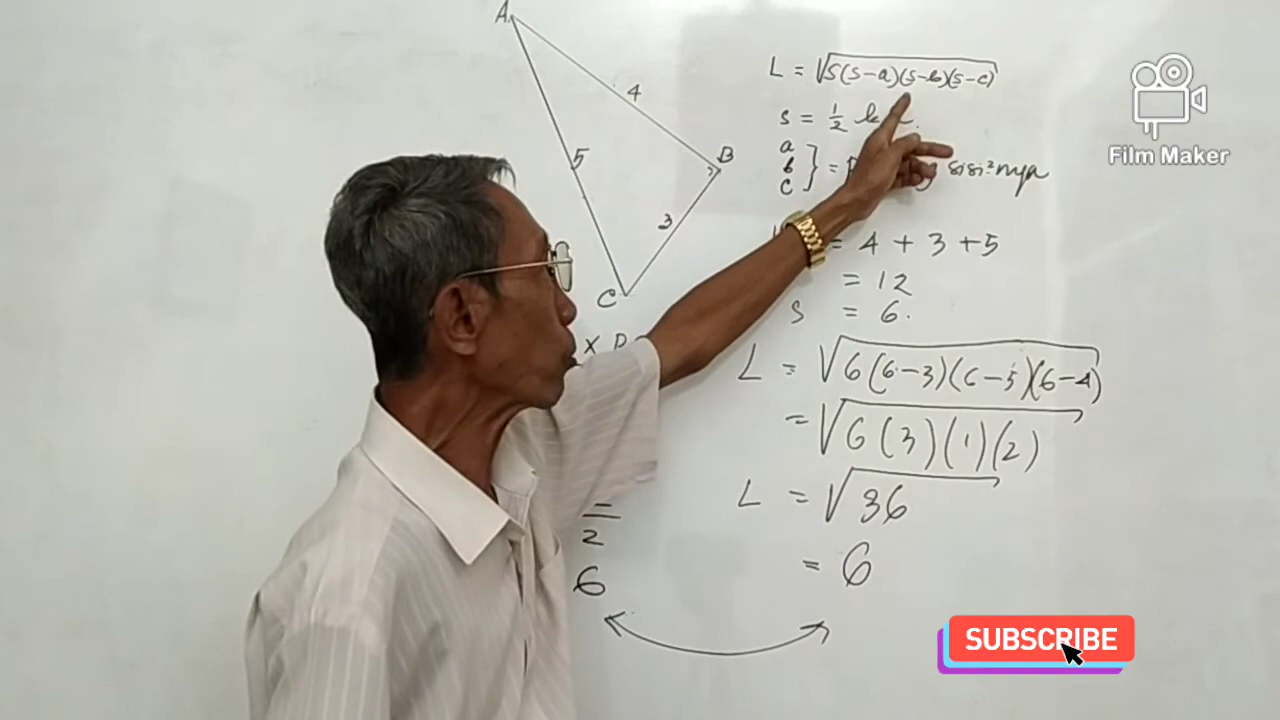 A
4
B
5
3
C
L = √S(S-a)(s-b)(s-c)
s = 1/2
a
b
c
} = sisi²nya
= 4 + 3 + 5
= 12
s = 6.
L = √6(6-3)(6-5)(6-4)
= √6(3)(1)(2)
L = √36
= 6
2
6
Film Maker
SUBSCRIBE